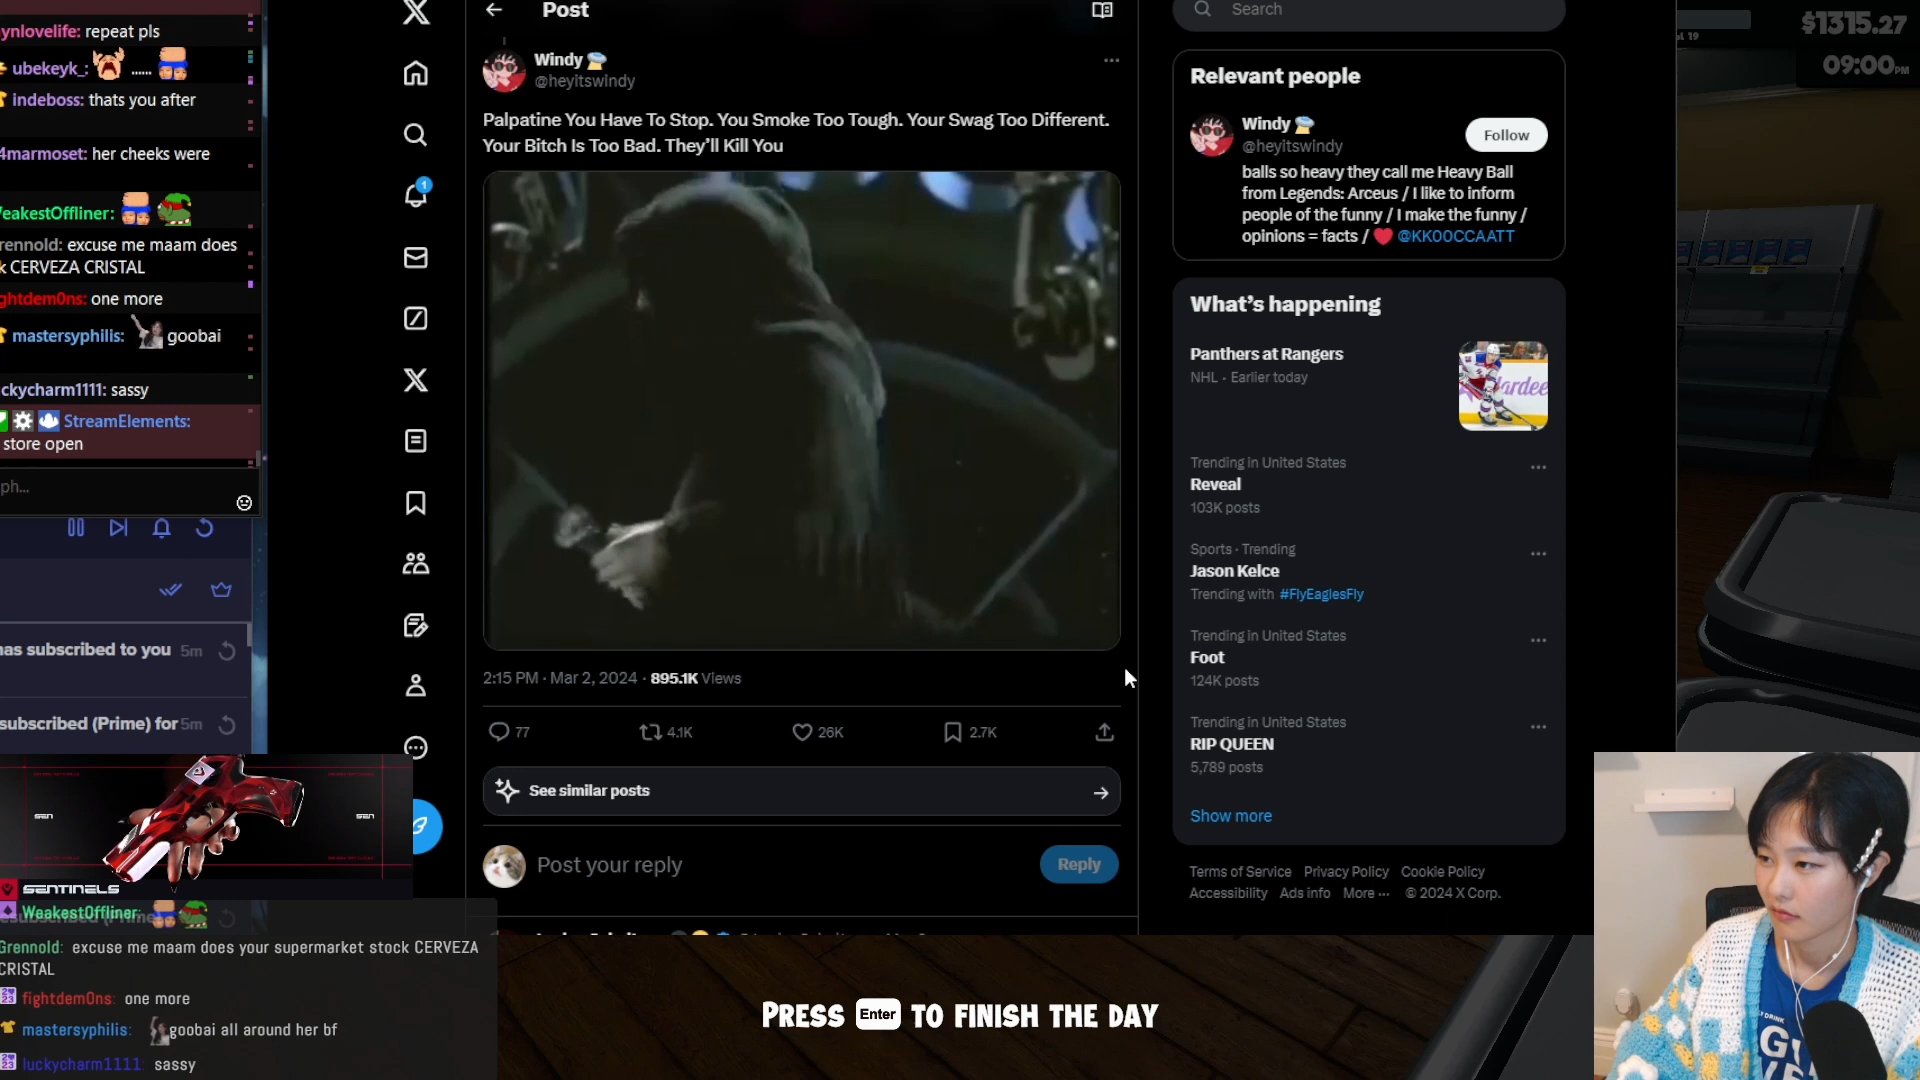 ynlovelife: repeat pls
ubekeyk_: ......
indeboss: thats you after
4marmoset: her cheeks were
WeakestOffliner:
rennold: excuse me maam does
k CERVEZA CRISTAL
ghtdem0ns: one more
mastersyphilis: goobai
ckycharm1111: sassy
StreamElements:
store open
ph...
has subscribed to you 5m
subscribed (Prime) for 5m
SEN
SEN
SENTINELS
WeakestOffliner:
Grennold: excuse me maam does your supermarket stock CERVEZA
CRISTAL
fightdem0ns: one more
mastersyphilis: goobai all around her bf
luckycharm1111: sassy
1
Post
Windy
@heyitswindy
Palpatine You Have To Stop. You Smoke Too Tough. Your Swag Too Different.
Your Bitch Is Too Bad. They'll Kill You
2:15 PM · Mar 2, 2024 · 895.1K Views
77 4.1K 26K 2.7K
See similar posts
Post your reply
Reply
Search
Relevant people
Windy
@heyitswindy
Follow
balls so heavy they call me Heavy Ball
from Legends: Arceus / I like to inform
people of the funny / I make the funny /
opinions = facts / @KK00CCAATT
What's happening
Panthers at Rangers
NHL · Earlier today
Trending in United States
Reveal
103K posts
Sports · Trending
Jason Kelce
Trending with #FlyEaglesFly
Trending in United States
Foot
124K posts
Trending in United States
RIP QUEEN
5,789 posts
Show more
Terms of Service Privacy Policy Cookie Policy
Accessibility Ads info More ··· © 2024 X Corp.
$1315.27
19
09:00PM
PRESS Enter TO FINISH THE DAY